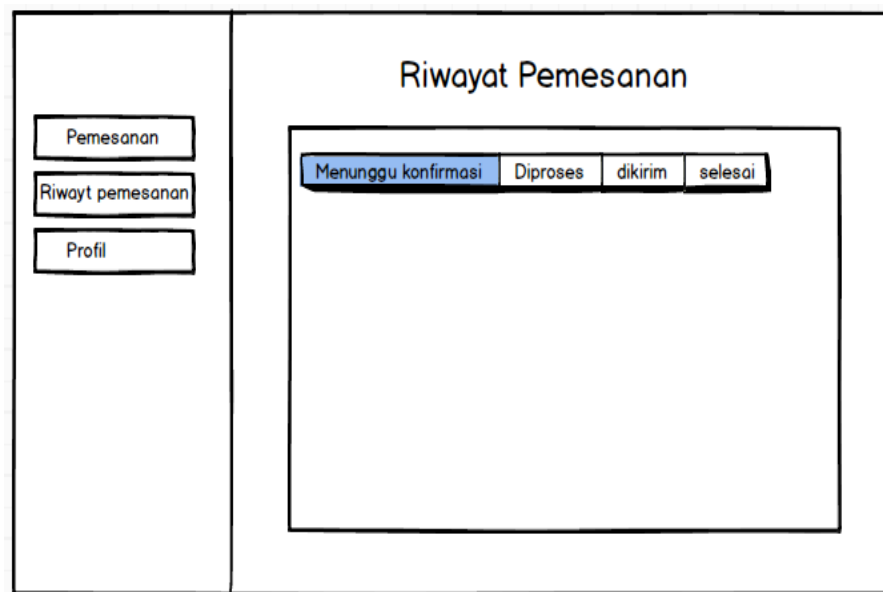 Riwayat Pemesanan
Pemesanan
Riwayt pemesanan
Profil
Menunggu konfirmasi Diproses dikirim selesai